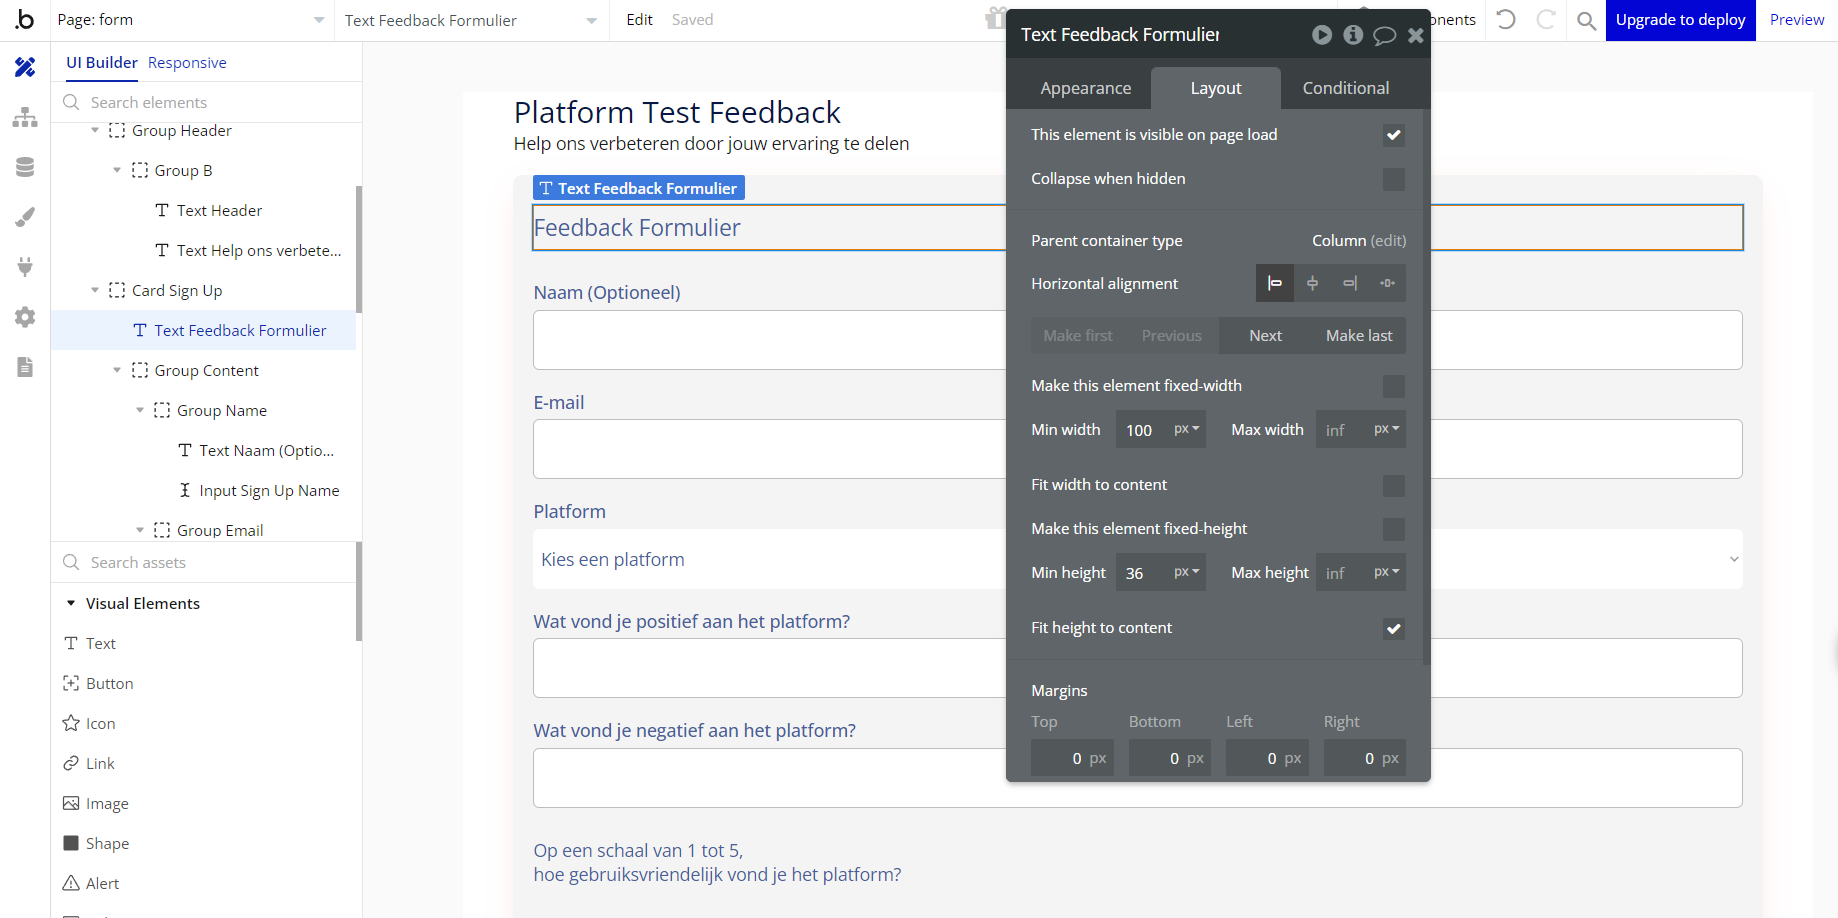 .b
Page: form
Text Feedback Formulier
Edit
Saved
onents
Upgrade to deploy
Preview
UI Builder
Responsive
Search elements
Group Header
Group B
Text Header
Text Help ons verbete...
Card Sign Up
Text Feedback Formulier
Group Content
Group Name
Text Naam (Optio...
Input Sign Up Name
Group Email
Search assets
Visual Elements
Text
Button
Icon
Link
Image
Shape
Alert
Platform Test Feedback
Help ons verbeteren door jouw ervaring te delen
Text Feedback Formulier
Feedback Formulier
Naam (Optioneel)
E-mail
Platform
Kies een platform
Wat vond je positief aan het platform?
Wat vond je negatief aan het platform?
Op een schaal van 1 tot 5,
hoe gebruiksvriendelijk vond je het platform?
Text Feedback Formulier
Appearance
Layout
Conditional
This element is visible on page load
Collapse when hidden
Parent container type
Column (edit)
Horizontal alignment
Make first
Previous
Next
Make last
Make this element fixed-width
Min width 100 px
Max width inf px
Fit width to content
Make this element fixed-height
Min height 36 px
Max height inf px
Fit height to content
Margins
Top
Bottom
Left
Right
0 px
0 px
0 px
0 px